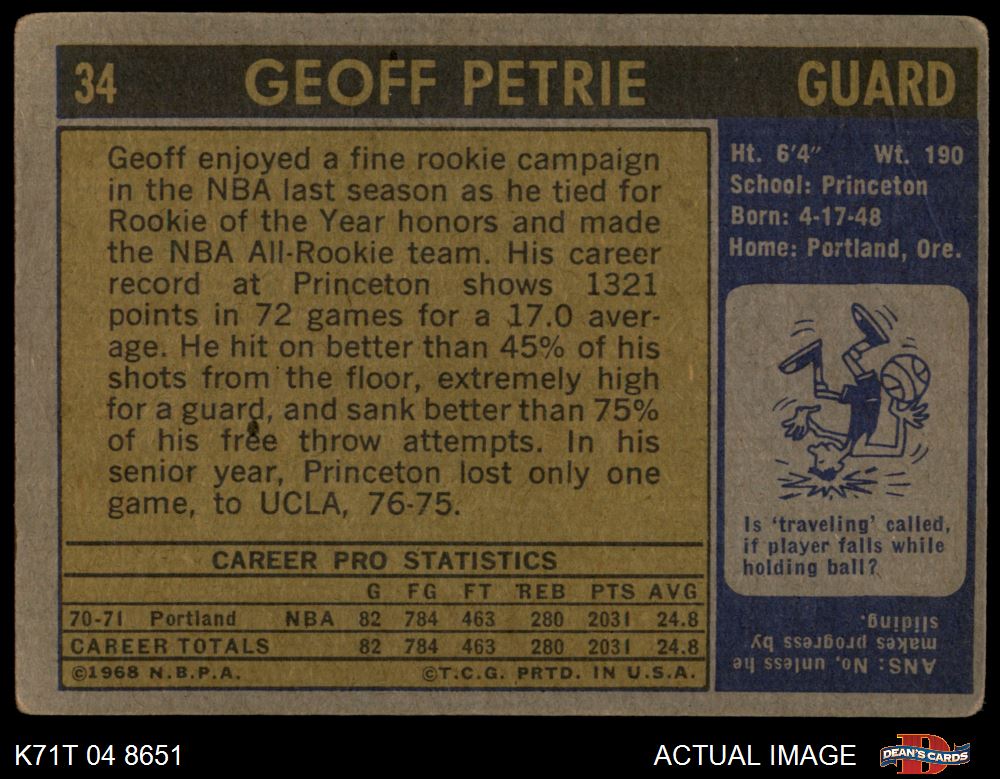 34 GEOFF PETRIE GUARD
Geoff enjoyed a fine rookie campaign
in the NBA last season as he tied for
Rookie of the Year honors and made
the NBA All-Rookie team. His career
record at Princeton shows 1321
points in 72 games for a 17.0 aver-
age. He hit on better than 45% of his
shots from the floor, extremely high
for a guard, and sank better than 75%
of his free throw attempts. In his
senior year, Princeton lost only one
game, to UCLA, 76-75.
CAREER PRO STATISTICS
G FG FT REB PTS AVG
70-71 Portland NBA 82 784 463 280 2031 24.8
CAREER TOTALS 82 784 463 280 2031 24.8
©1968 N.B.P.A. ©T.C.G. PRTD. IN U.S.A.
Ht. 6'4" Wt. 190
School: Princeton
Born: 4-17-48
Home: Portland, Ore.
Is 'traveling' called,
if player falls while
holding ball?
ANS: No, unless he
makes progress by
sliding.
K71T 04 8651 ACTUAL IMAGE
D
DEAN'S CARDS